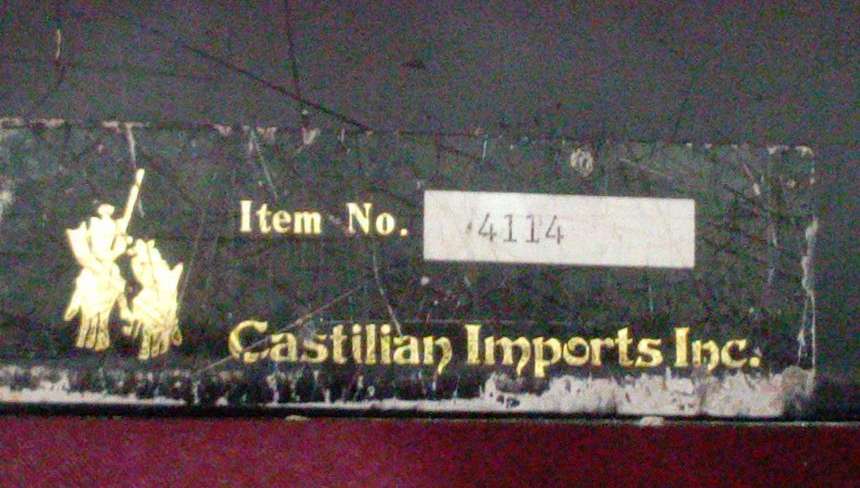 Item No. 4114
Castilian Imports Inc.